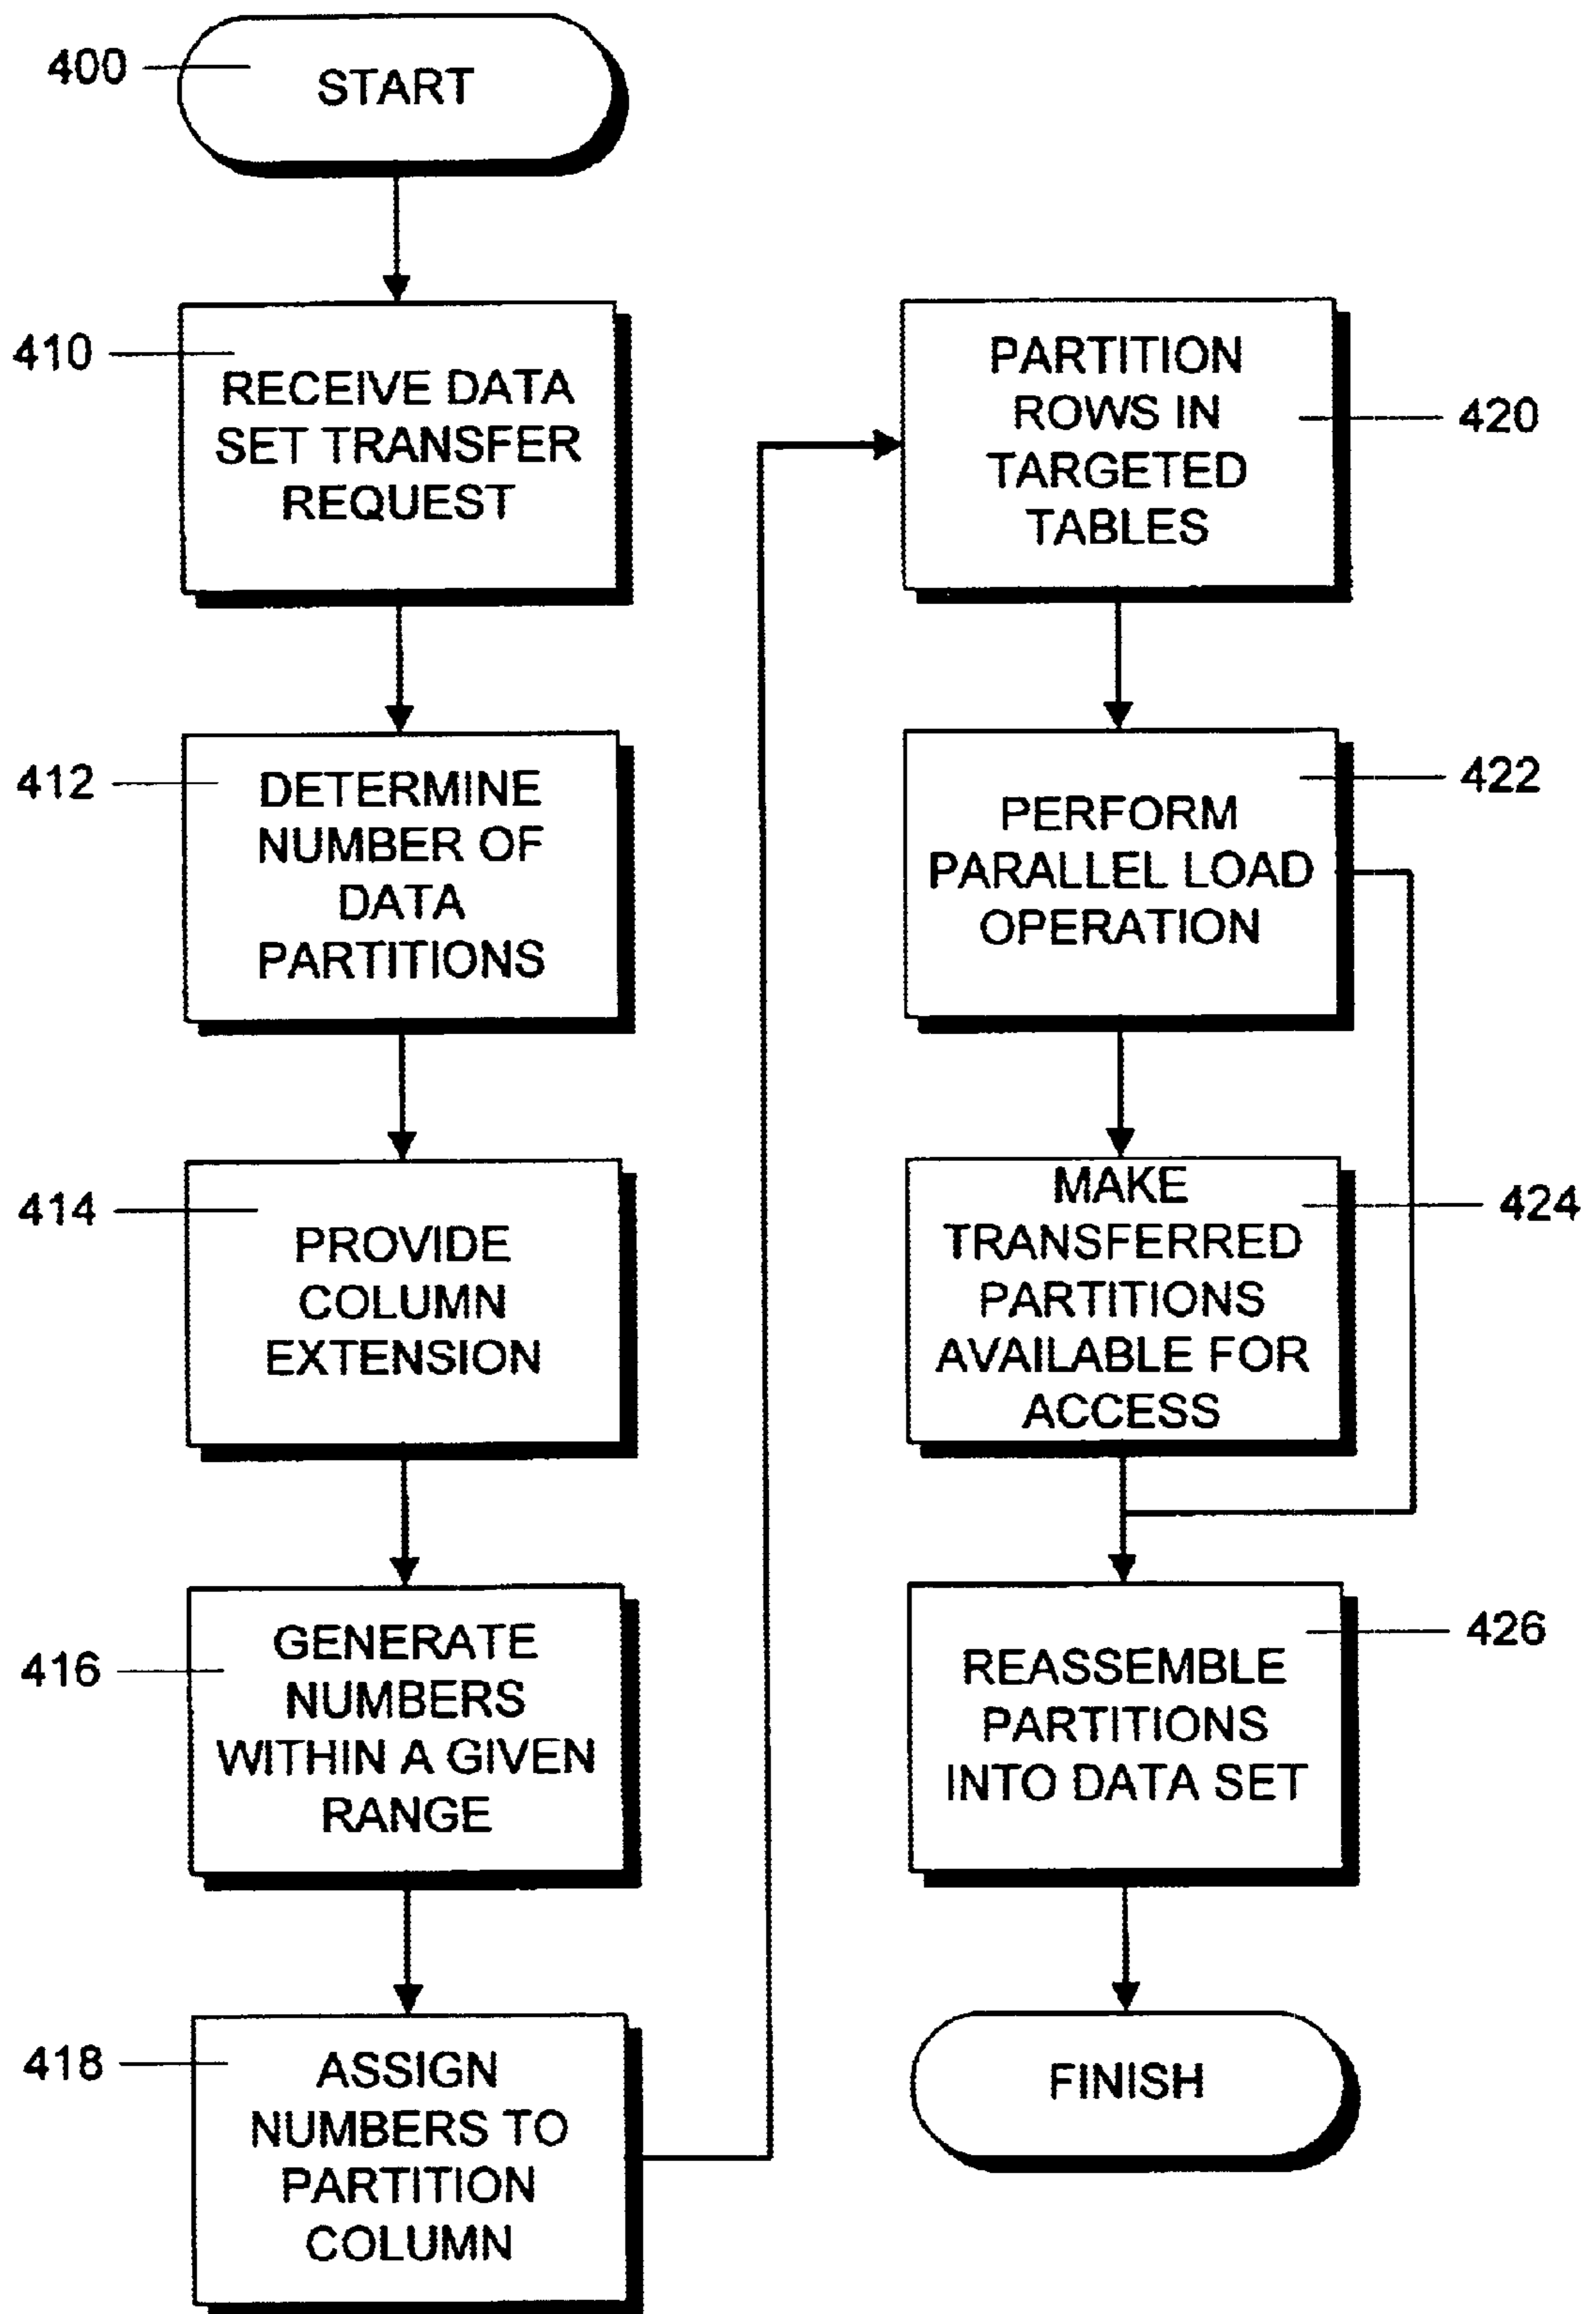 400
START
410
RECEIVE DATA
SET TRANSFER
REQUEST
412
DETERMINE
NUMBER OF
DATA
PARTITIONS
414
PROVIDE
COLUMN
EXTENSION
416
GENERATE
NUMBERS
WITHIN A GIVEN
RANGE
418
ASSIGN
NUMBERS TO
PARTITION
COLUMN
PARTITION
ROWS IN
TARGETED
TABLES
420
422
PERFORM
PARALLEL LOAD
OPERATION
MAKE
TRANSFERRED
PARTITIONS
AVAILABLE FOR
ACCESS
424
426
REASSEMBLE
PARTITIONS
INTO DATA SET
FINISH